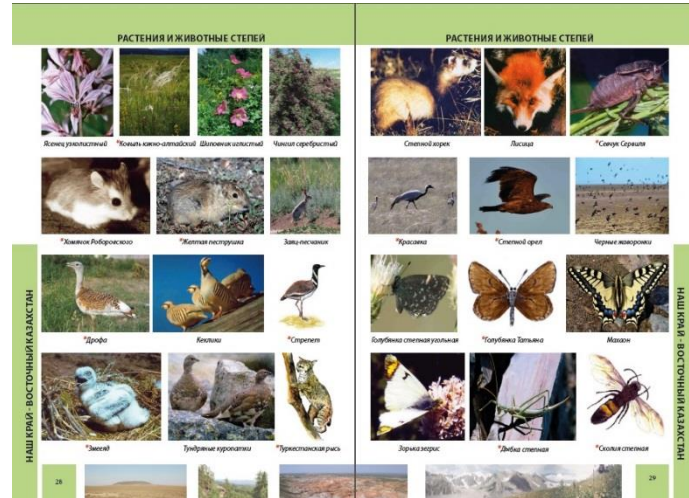 РАСТЕНИЯ И ЖИВОТНЫЕ СТЕПЕЙ
Ясенец узколистный
*Ковыль южно-алтайский
Шиповник иглистый
Чингил серебристый
*Хомячок Роборовского
*Желтая пеструшка
Заяц-песчаник
*Дрофа
Кеклики
*Стрепет
*Змееяд
Тундряные куропатки
*Туркестанская рысь
НАШ КРАЙ - ВОСТОЧНЫЙ КАЗАХСТАН
28
РАСТЕНИЯ И ЖИВОТНЫЕ СТЕПЕЙ
Степной хорек
Лисица
*Севчук Сервиля
*Красавка
*Степной орел
Черные жаворонки
Голубянка степная угольная
*Голубянка Татьяна
Махаон
Зорька зегрис
*Дыбка степная
*Сколия степная
НАШ КРАЙ - ВОСТОЧНЫЙ КАЗАХСТАН
29